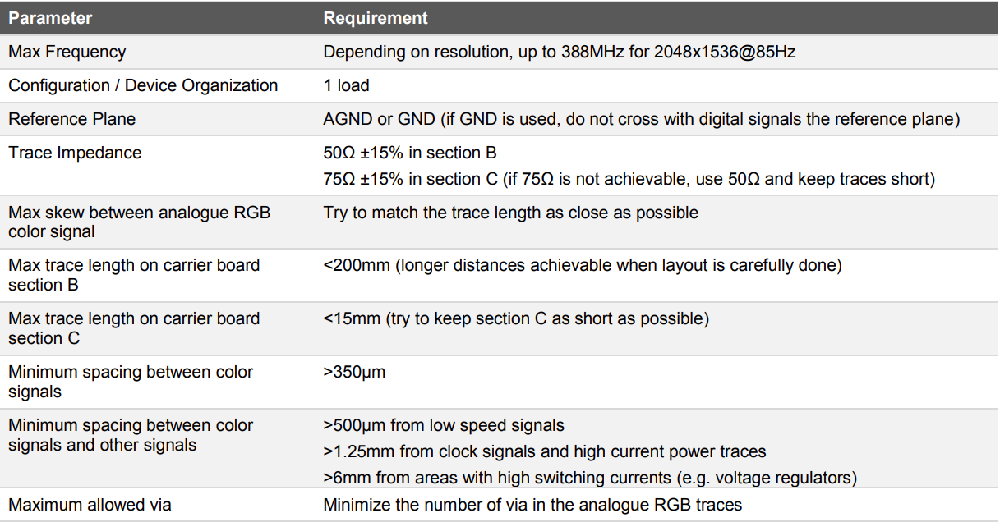 Parameter Requirement
Max Frequency Depending on resolution, up to 388MHz for 2048x1536@85Hz
Configuration / Device Organization 1 load
Reference Plane AGND or GND (if GND is used, do not cross with digital signals the reference plane)
Trace Impedance 50Ω ±15% in section B
75Ω ±15% in section C (if 75Ω is not achievable, use 50Ω and keep traces short)
Max skew between analogue RGB Try to match the trace length as close as possible
color signal
Max trace length on carrier board <200mm (longer distances achievable when layout is carefully done)
section B
Max trace length on carrier board <15mm (try to keep section C as short as possible)
section C
Minimum spacing between color >350μm
signals
Minimum spacing between color >500μm from low speed signals
signals and other signals >1.25mm from clock signals and high current power traces
>6mm from areas with high switching currents (e.g. voltage regulators)
Maximum allowed via Minimize the number of via in the analogue RGB traces